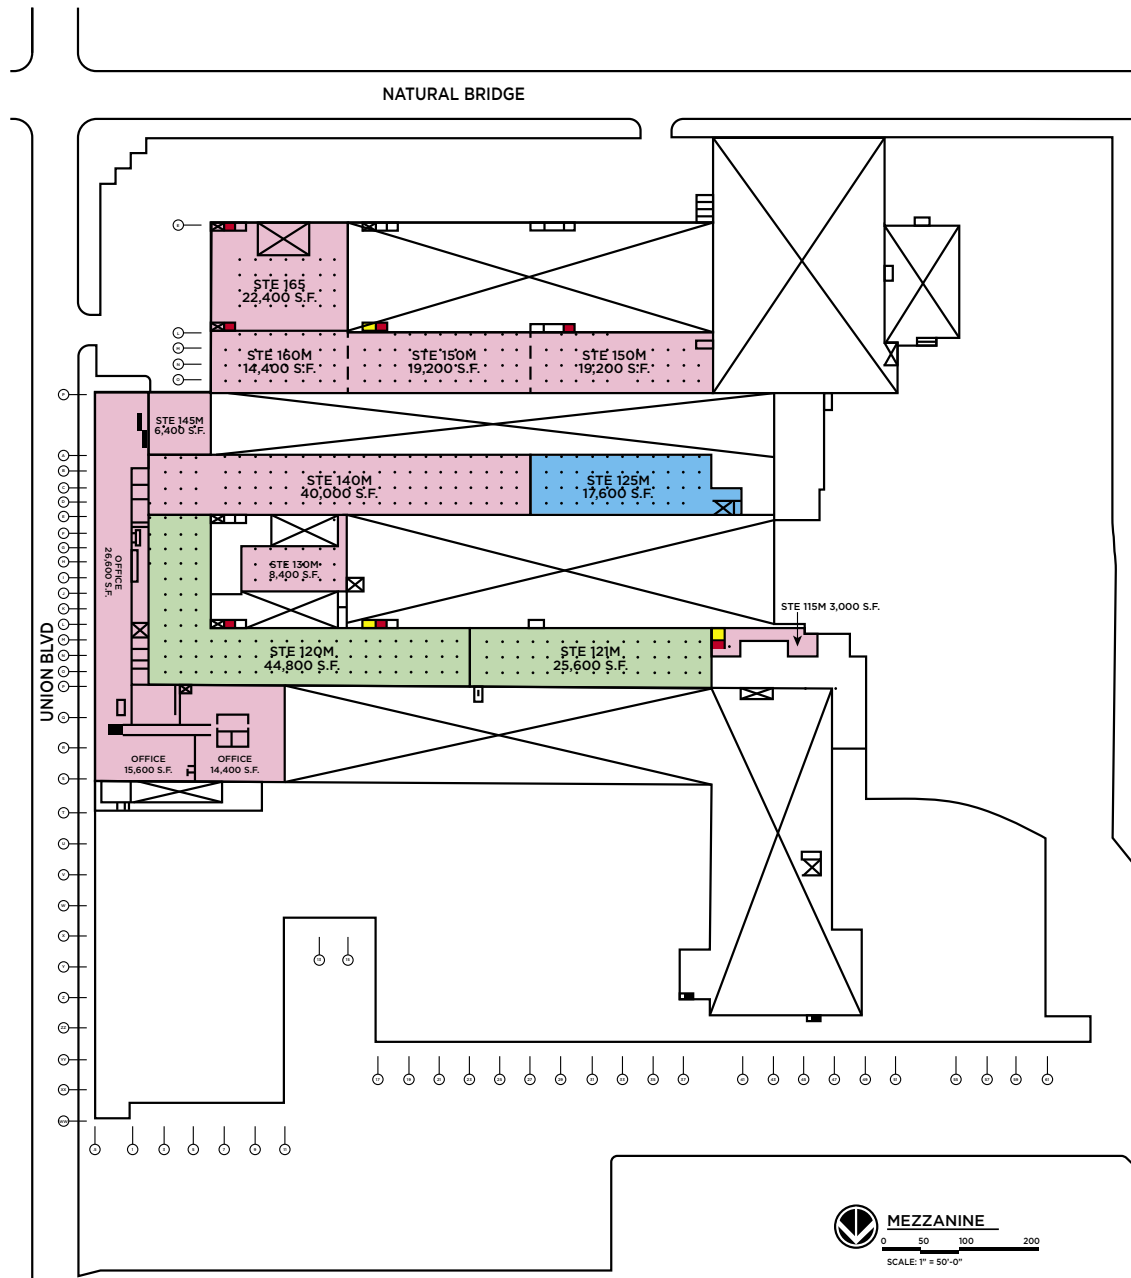 NATURAL BRIDGE
STE 165
22,400 S.F.
STE 160M
14,400 S.F.
STE 150M
19,200 S.F.
STE 150M
19,200 S.F.
STE 145M
6,400 S.F.
STE 140M
40,000 S.F.
STE 125M
17,600 S.F.
OFFICE
26,600 S.F.
STE 130M
8,400 S.F.
STE 115M 3,000 S.F.
UNION BLVD
STE 120M
44,800 S.F.
STE 121M
25,600 S.F.
OFFICE
15,600 S.F.
OFFICE
14,400 S.F.
MEZZANINE
0 50 100 200
SCALE: 1" = 50'-0"